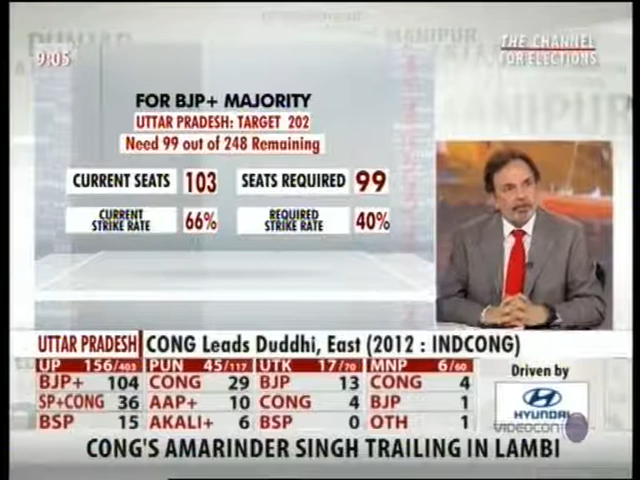 PUNJAB
MANIPUR
9:05
THE CHANNEL
FOR ELECTIONS
MANIPUR
FOR BJP+ MAJORITY
UTTAR PRADESH: TARGET 202
Need 99 out of 248 Remaining
CURRENT SEATS 103 SEATS REQUIRED 99
CURRENT STRIKE RATE 66% REQUIRED STRIKE RATE 40%
UTTAR PRADESH CONG Leads Duddhi, East (2012 : INDCONG)
UP 156/403 PUN 45/117 UTK 17/70 MNP 6/60
BJP+ 104 CONG 29 BJP 13 CONG 4
SP+CONG 36 AAP+ 10 CONG 4 BJP 1
BSP 15 AKALI+ 6 BSP 0 OTH 1
Driven by
HYUNDAI
VIDEOCON
CONG'S AMARINDER SINGH TRAILING IN LAMBI